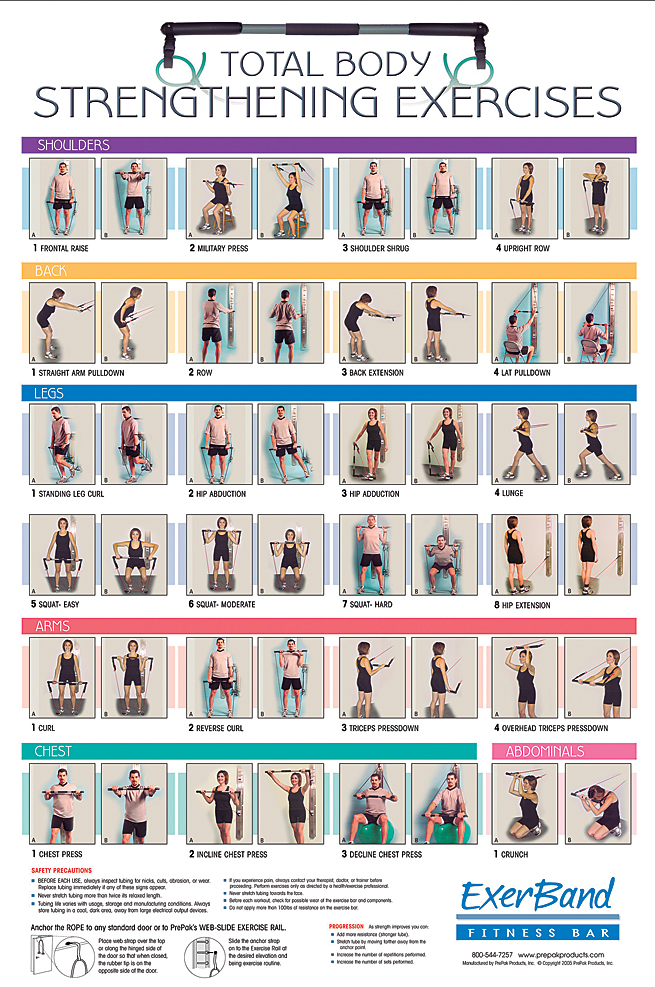 TOTAL BODY
STRENGTHENING EXERCISES
SHOULDERS
A B A B A B A B
1 FRONTAL RAISE 2 MILITARY PRESS 3 SHOULDER SHRUG 4 UPRIGHT ROW
BACK
A B A B A B A B
1 STRAIGHT ARM PULLDOWN 2 ROW 3 BACK EXTENSION 4 LAT PULLDOWN
LEGS
A B A B A B A B
1 STANDING LEG CURL 2 HIP ABDUCTION 3 HIP ADDUCTION 4 LUNGE
A B A B A B A B
5 SQUAT- EASY 6 SQUAT- MODERATE 7 SQUAT- HARD 8 HIP EXTENSION
ARMS
A B A B A B A B
1 CURL 2 REVERSE CURL 3 TRICEPS PRESSDOWN 4 OVERHEAD TRICEPS PRESSDOWN
CHEST ABDOMINALS
A B A B A B A B
1 CHEST PRESS 2 INCLINE CHEST PRESS 3 DECLINE CHEST PRESS 1 CRUNCH
SAFETY PRECAUTIONS
■ BEFORE EACH USE, always inspect tubing for nicks, cuts, abrasion, or wear.
Replace tubing immediately if any of these signs appear.
■ Never stretch tubing more than twice its relaxed length.
■ Tubing life varies with usage, storage and manufacturing conditions. Always
store tubing in a cool, dark area, away from large electrical output devices.
■ If you experience pain, always contact your therapist, doctor, or trainer before
proceeding. Perform exercises only as directed by a health/exercise professional.
■ Never stretch tubing towards the face.
■ Before each workout, check for possible wear at the exercise bar and components.
■ Do not apply more than 100lbs of resistance on the exercise bar.
Anchor the ROPE to any standard door or to PrePak's WEB-SLIDE EXERCISE RAIL.
Place web strap over the top
or along the hinged side of
the door so that when closed,
the rubber tip is on the
opposite side of the door.
Slide the anchor strap
on to the Exercise Rail at
the desired elevation and
being exercise routine.
PROGRESSION As strength improves you can:
■ Add more resistance (stronger tube).
■ Stretch tube by moving farther away from the
anchor point.
■ Increase the number of repetitions performed.
■ Increase the number of sets performed.
ExerBand
FITNESS BAR
800-544-7257 www.prepakproducts.com
Manufactured by PrePak Products, Inc. © Copyright 2005 PrePak Products, Inc.